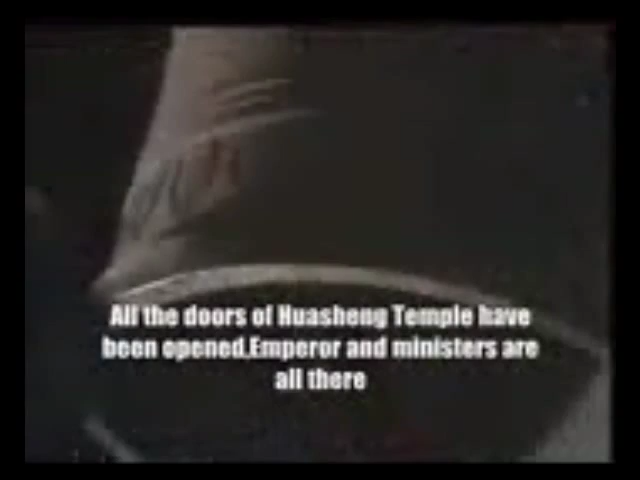 All the doors of Huasheng Temple have
been opened,Emperor and ministers are
all there